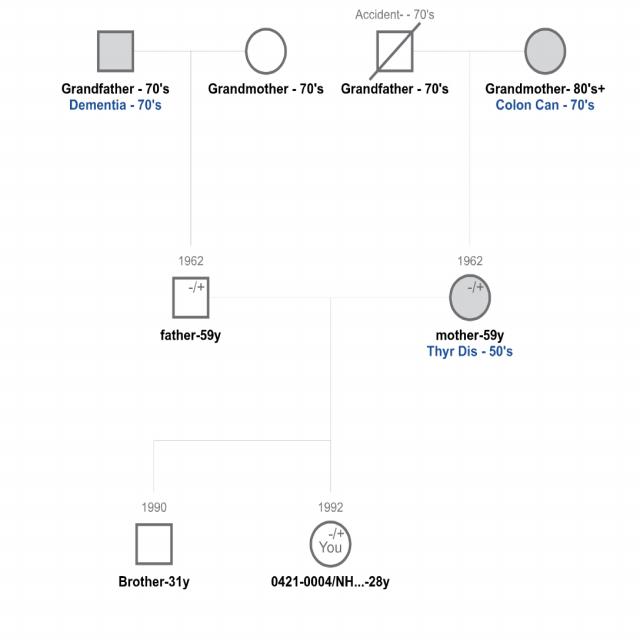 Accident- - 70's
Grandfather - 70's
Dementia - 70's
Grandmother - 70's
Grandfather - 70's
Grandmother- 80's+
Colon Can - 70's
1962
-/+
father-59y
1962
-/+
mother-59y
Thyr Dis - 50's
1990
Brother-31y
1992
-/+
You
0421-0004/NH...-28y